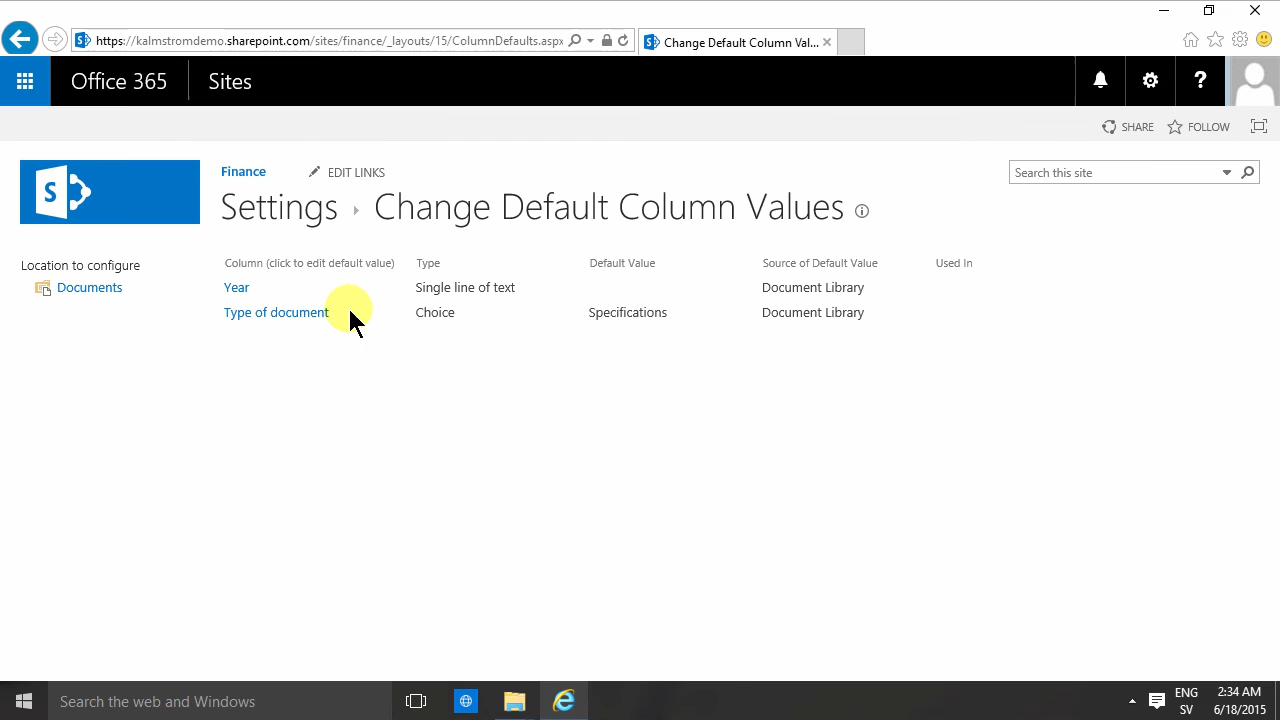 https://kalmstromdemo.sharepoint.com/sites/finance/_layouts/15/ColumnDefaults.aspx
Change Default Column Val...
Office 365
Sites
?
SHARE
FOLLOW
S
Finance
EDIT LINKS
Search this site
Settings
Change Default Column Values
Location to configure
Documents
Column (click to edit default value) Type Default Value Source of Default Value Used In
Year Single line of text Document Library
Type of document Choice Specifications Document Library
Search the web and Windows
ENG 2:34 AM
SV 6/18/2015